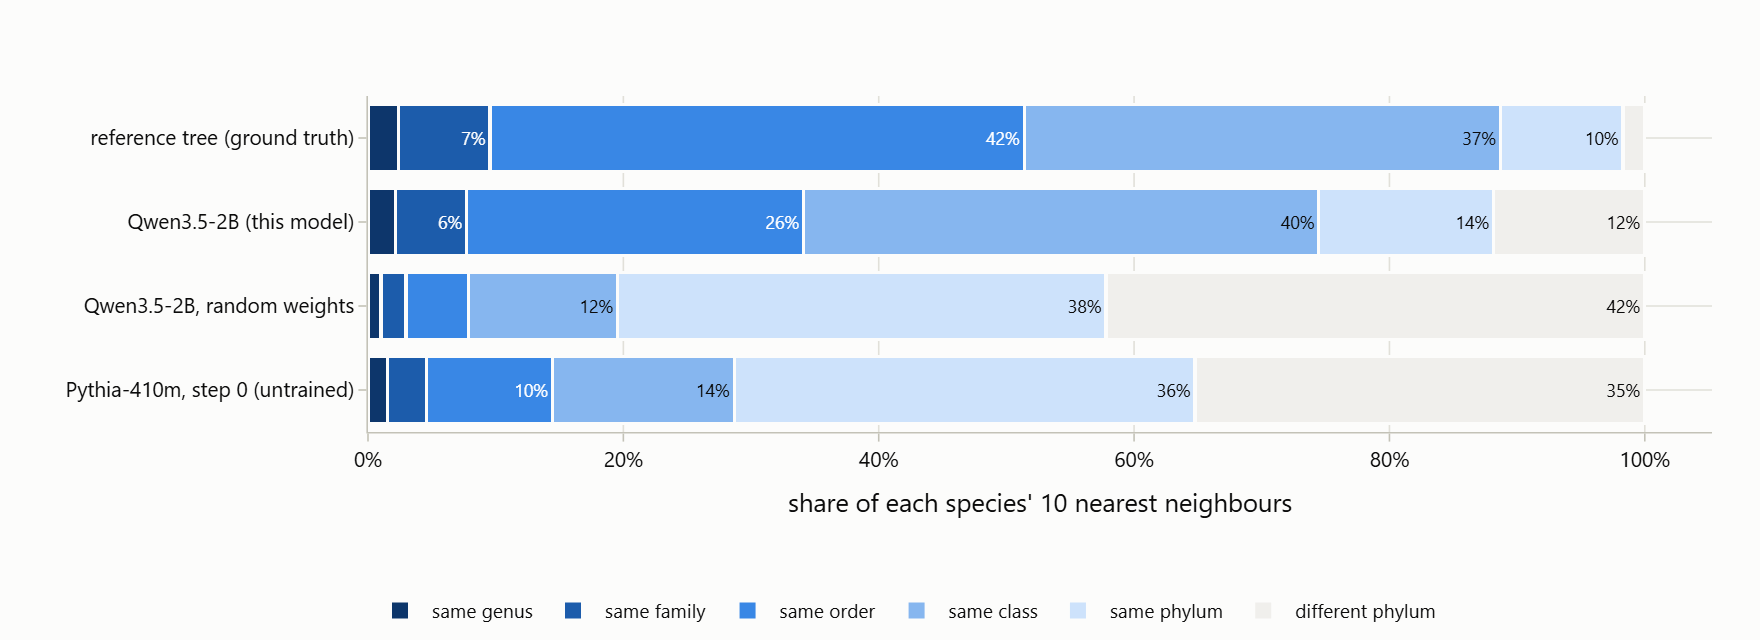 reference tree (ground truth)
7%
42%
37%
10%
Qwen3.5-2B (this model)
6%
26%
40%
14%
12%
Qwen3.5-2B, random weights
12%
38%
42%
Pythia-410m, step 0 (untrained)
10%
14%
36%
35%
0%
20%
40%
60%
80%
100%
share of each species' 10 nearest neighbours
same genus
same family
same order
same class
same phylum
different phylum